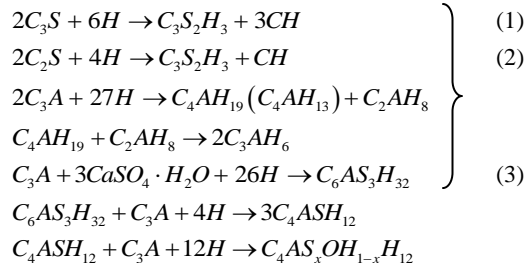 2C₃S + 6H → C₃S₂H₃ + 3CH (1)
2C₂S + 4H → C₃S₂H₃ + CH (2)
2C₃A + 27H → C₄AH₁₉(C₄AH₁₃) + C₂AH₈
C₄AH₁₉ + C₂AH₈ → 2C₃AH₆
C₃A + 3CaSO₄ · H₂O + 26H → C₆AS₃H₃₂ (3)
C₆AS₃H₃₂ + C₃A + 4H → 3C₄ASH₁₂
C₄ASH₁₂ + C₃A + 12H → C₄ASₓOH₁₋ₓH₁₂